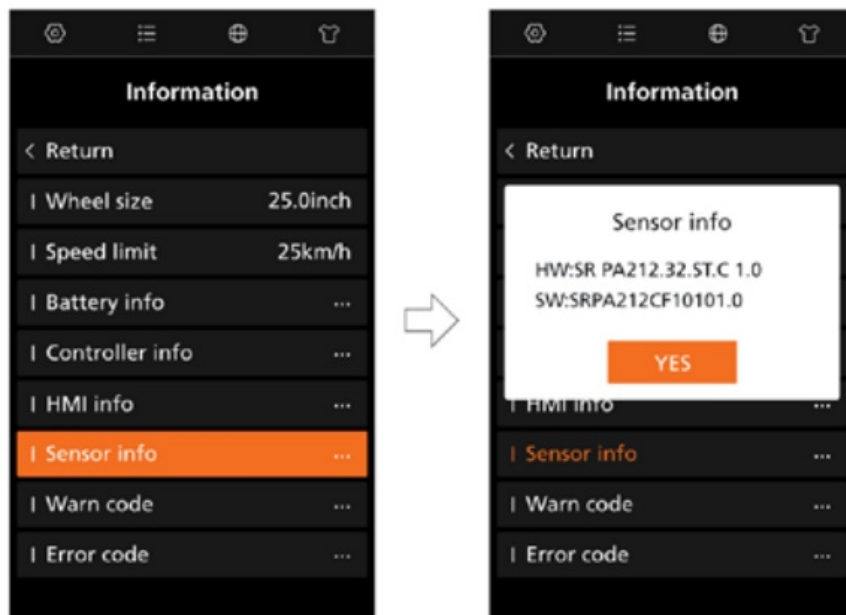 Information
< Return
| Wheel size 25.0inch
| Speed limit 25km/h
| Battery info ...
| Controller info ...
| HMI info ...
| Sensor info ...
| Warn code ...
| Error code ...
Information
< Return
Sensor info
HW:SR PA212.32.ST.C 1.0
SW:SRPA212CF10101.0
YES
| HMI info ...
| Sensor info ...
| Warn code ...
| Error code ...